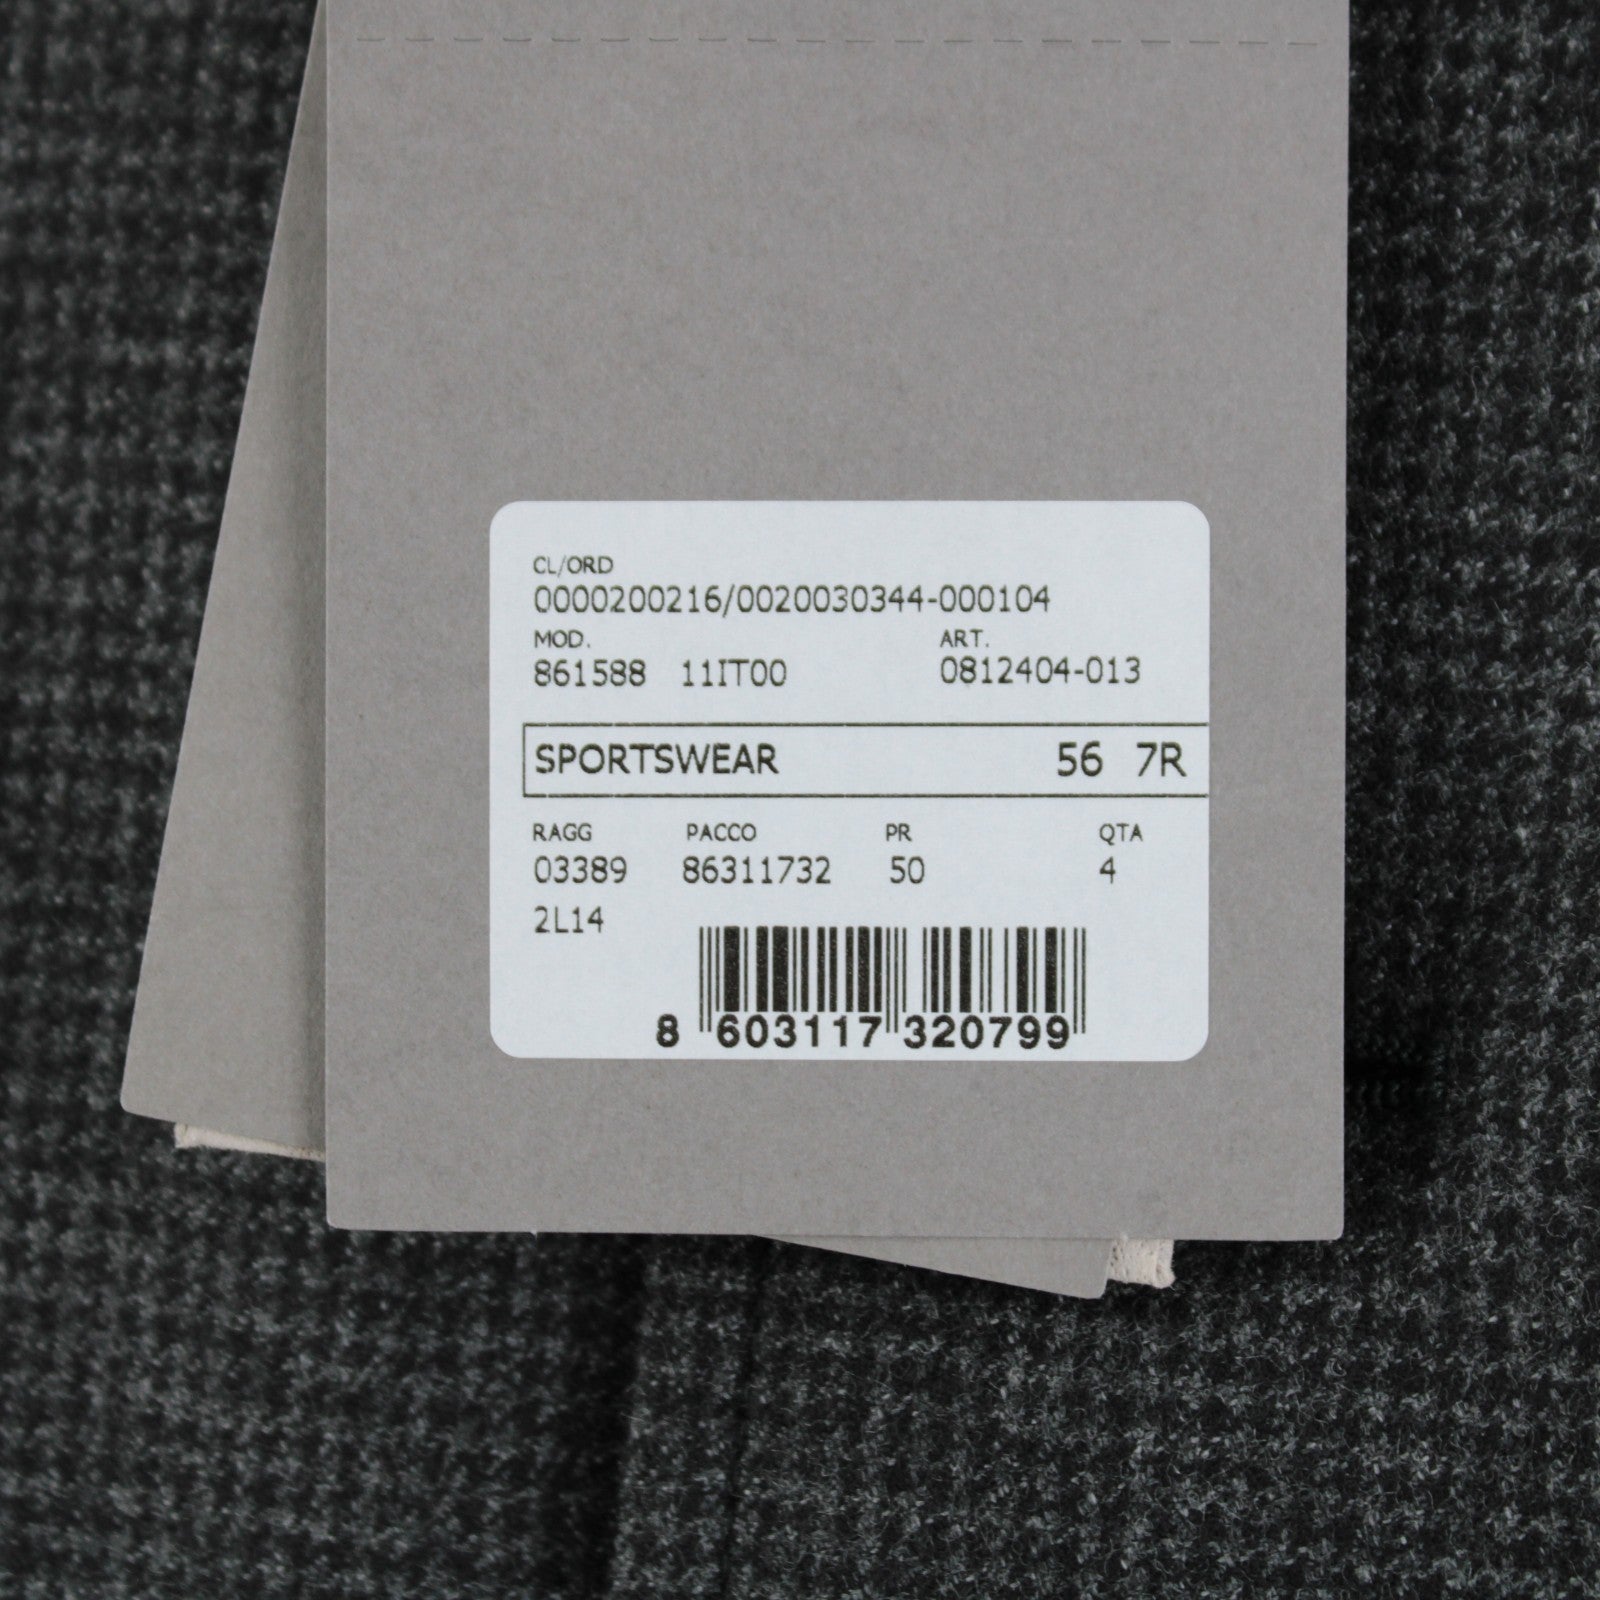 CL/ORD
0000200216/0020030344-000104
MOD. ART.
861588 11IT00 0812404-013
SPORTSWEAR 56 7R
RAGG PACCO PR QTA
03389 86311732 50 4
2L14
8 603117 320799